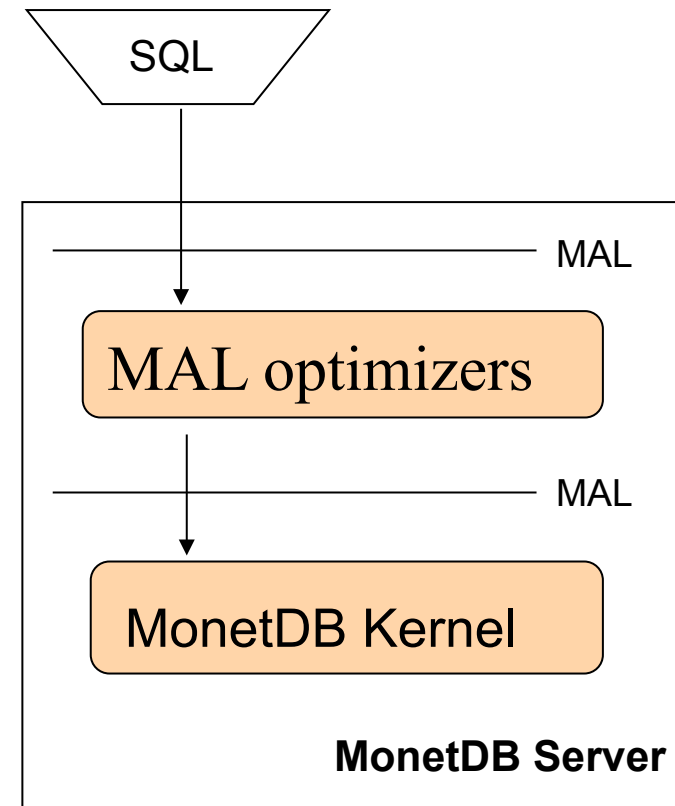 SQL
MAL
MAL optimizers
MAL
MonetDB Kernel
MonetDB Server